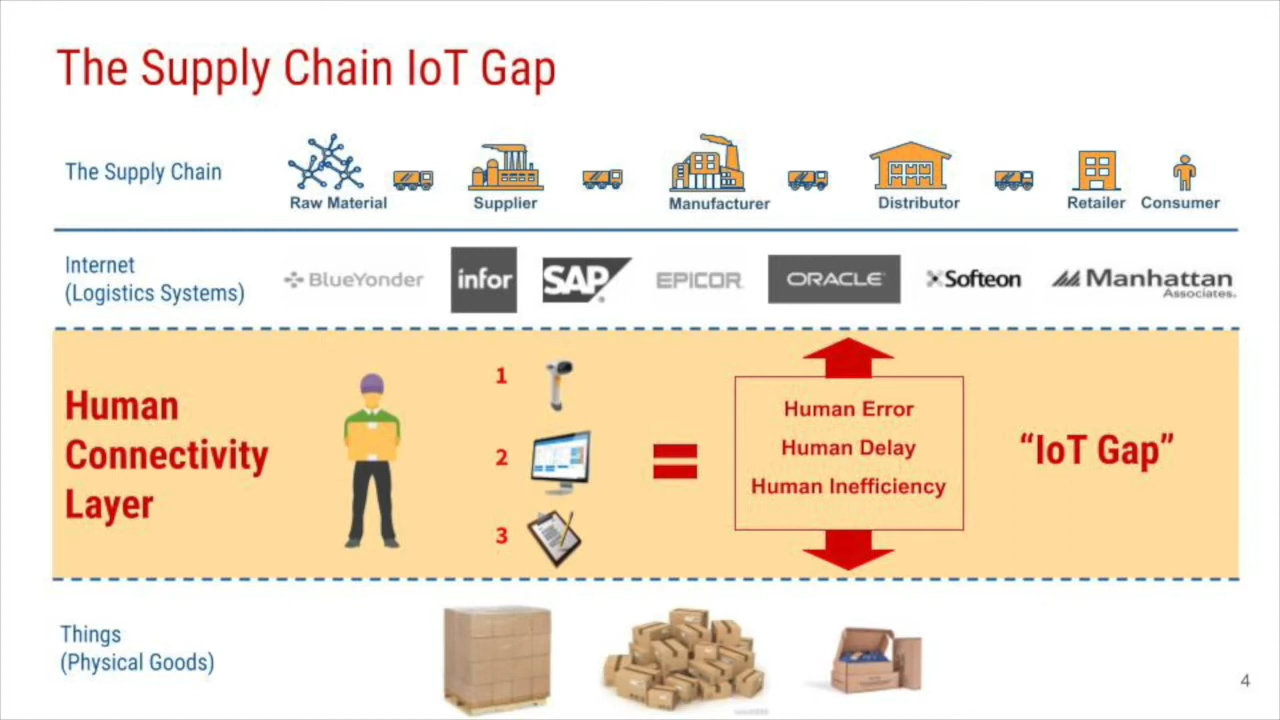 The Supply Chain IoT Gap
The Supply Chain
Raw Material
Supplier
Manufacturer
Distributor
Retailer
Consumer
Internet
(Logistics Systems)
BlueYonder
infor
SAP
EPICOR
ORACLE
Softeon
Manhattan
Associates.
Human
Connectivity
Layer
1
2
3
=
Human Error
Human Delay
Human Inefficiency
“IoT Gap”
Things
(Physical Goods)
4